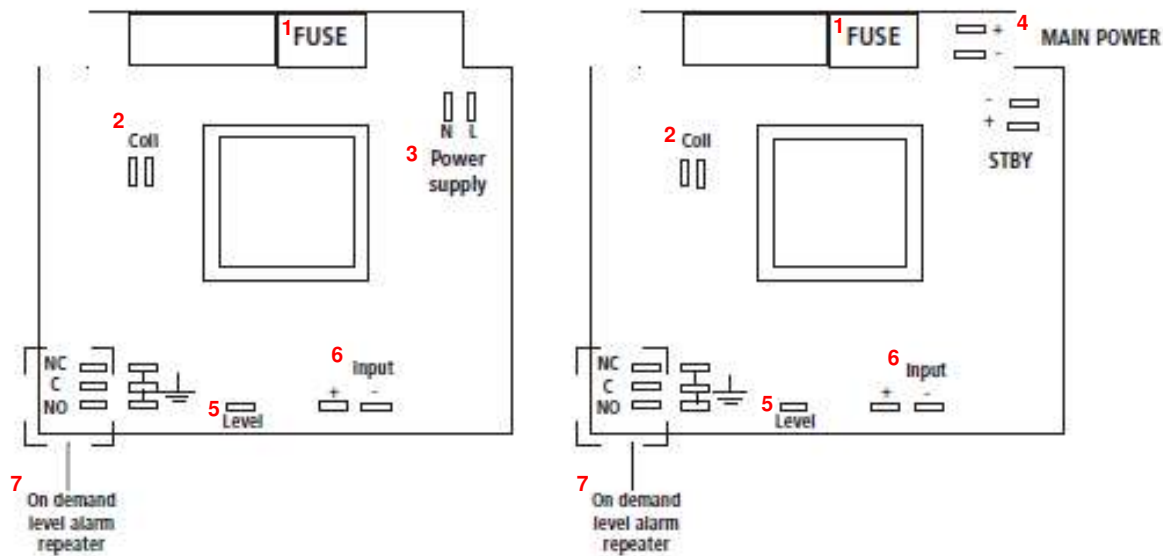 1 FUSE
2 Coil
N L
3 Power
supply
NC
C
NO
6 Input
+ -
5 Level
7 On demand
level alarm
repeater
1 FUSE
4 MAIN POWER
+
-
-
+
STBY
2 Coil
NC
C
NO
6 Input
+ -
5 Level
7 On demand
level alarm
repeater